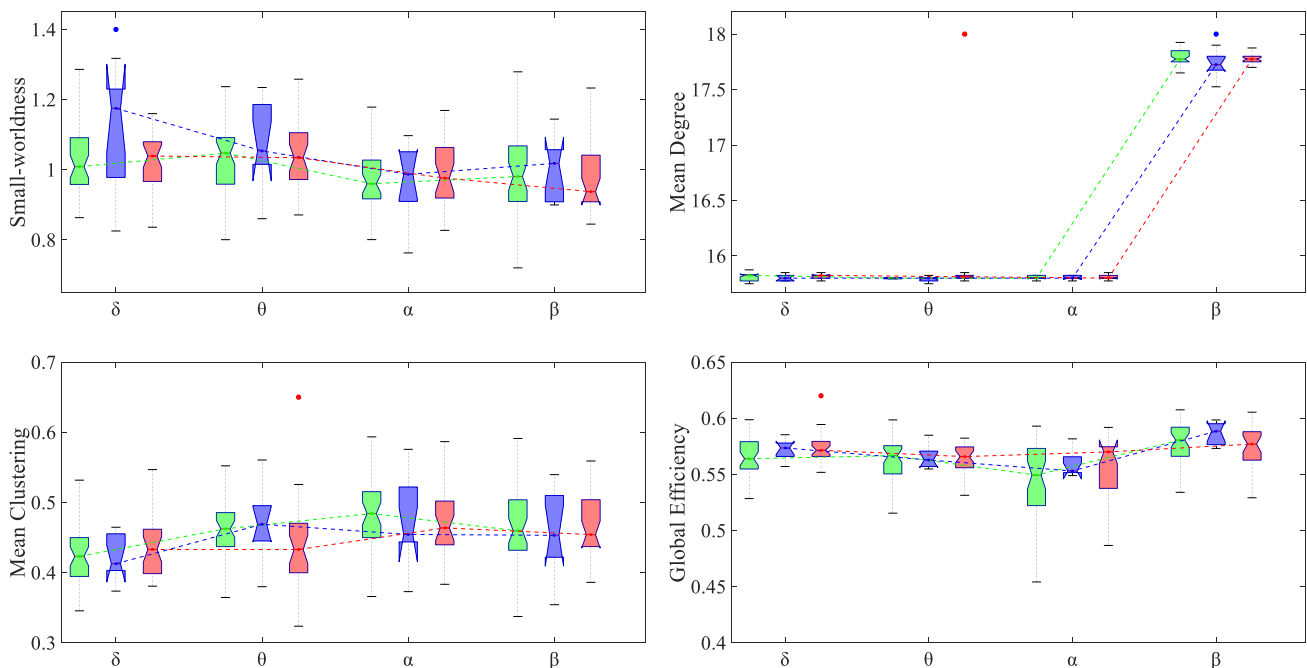 Small-worldness
1.4
1.2
1
0.8
δ
θ
α
β
Mean Degree
18
17.5
17
16.5
16
δ
θ
α
β
Mean Clustering
0.7
0.6
0.5
0.4
0.3
δ
θ
α
β
Global Efficiency
0.65
0.6
0.55
0.5
0.45
0.4
δ
θ
α
β